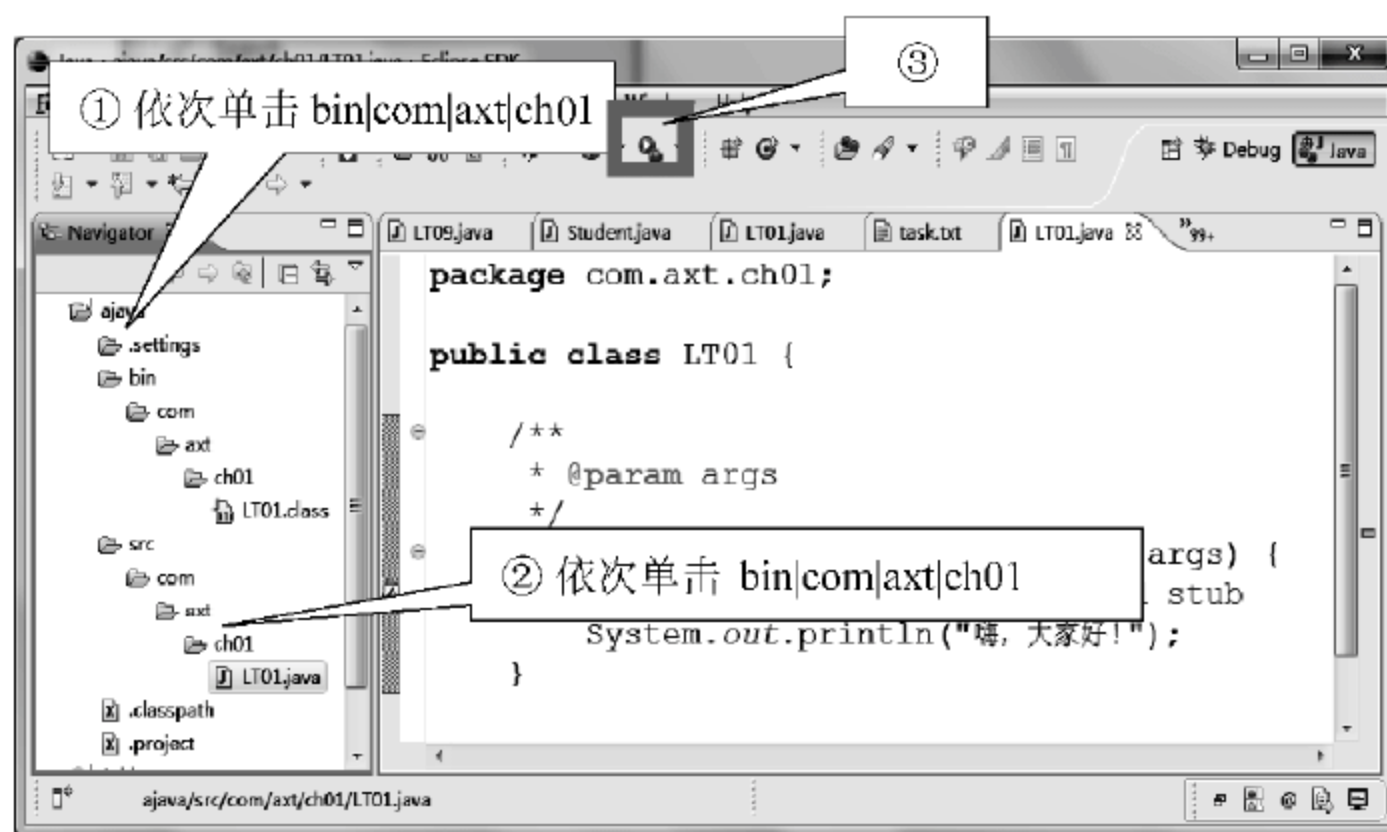 ③
① 依次单击 bin|com|axt|ch01
Debug
Java
Navigator
LT09.java
Student.java
LT01.java
task.txt
LT01.java
99+
ajava
.settings
bin
com
axt
ch01
LT01.class
src
com
axt
ch01
LT01.java
.classpath
.project
package com.axt.ch01;
public class LT01 {
/**
* @param args
*/
args) {
② 依次单击 bin|com|axt|ch01
stub
System.out.println("嗨, 大家好!");
}
ajava/src/com/axt/ch01/LT01.java